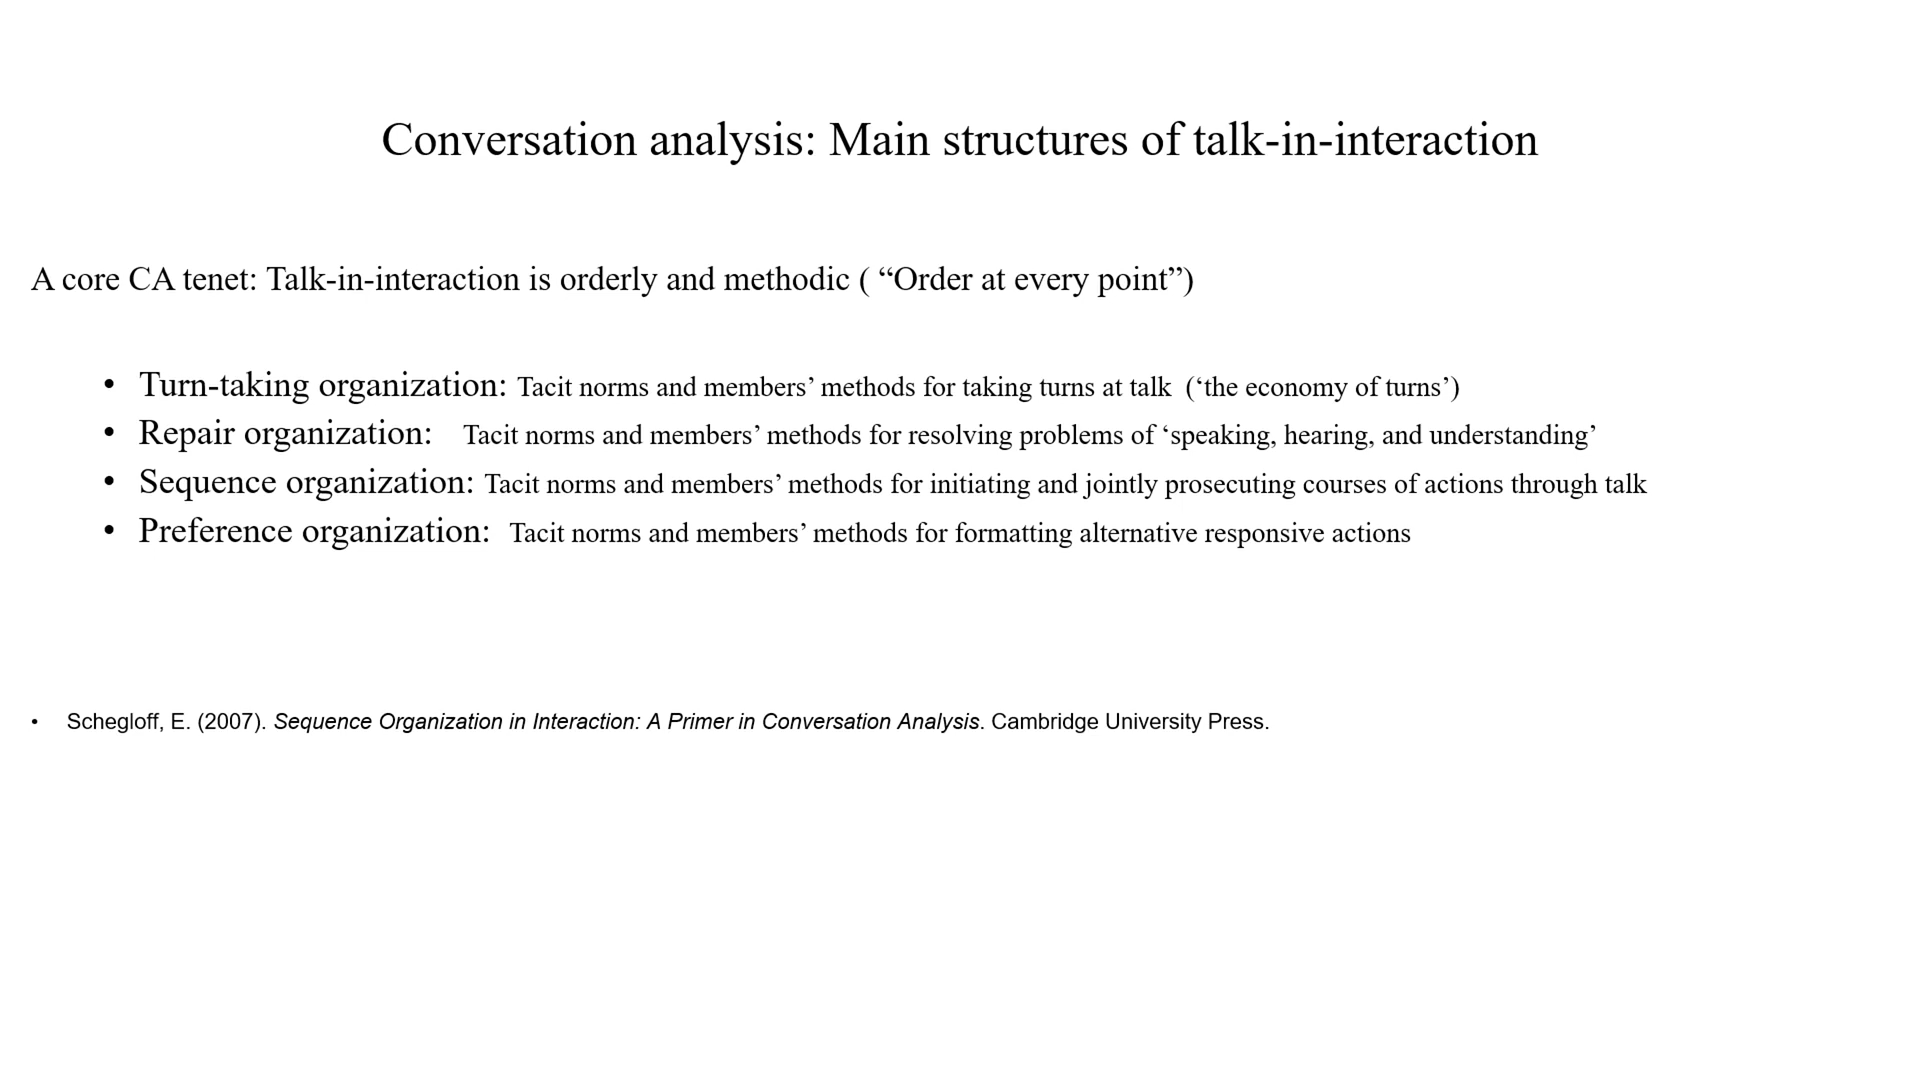 Conversation analysis: Main structures of talk-in-interaction
A core CA tenet: Talk-in-interaction is orderly and methodic ( “Order at every point”)
• Turn-taking organization: Tacit norms and members’ methods for taking turns at talk (‘the economy of turns’)
• Repair organization: Tacit norms and members’ methods for resolving problems of ‘speaking, hearing, and understanding’
• Sequence organization: Tacit norms and members’ methods for initiating and jointly prosecuting courses of actions through talk
• Preference organization: Tacit norms and members’ methods for formatting alternative responsive actions
• Schegloff, E. (2007). Sequence Organization in Interaction: A Primer in Conversation Analysis. Cambridge University Press.